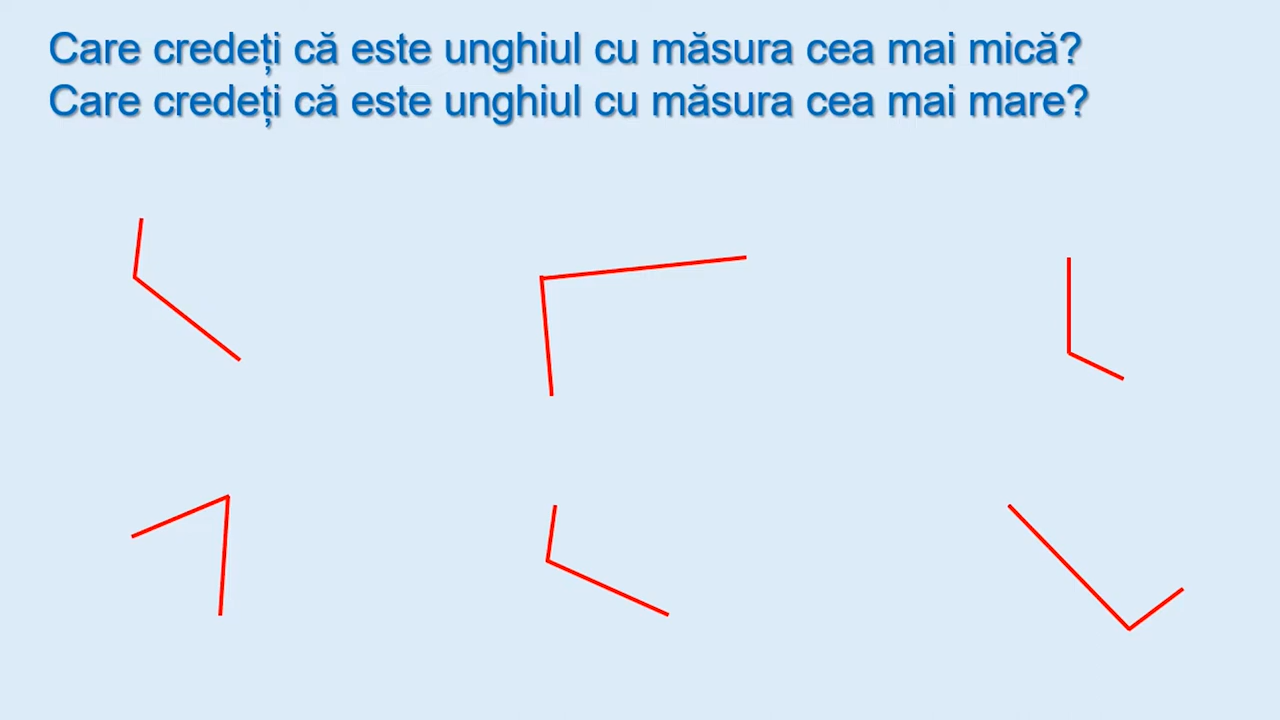 Care credeți că este unghiul cu măsura cea mai mică?
Care credeți că este unghiul cu măsura cea mai mare?